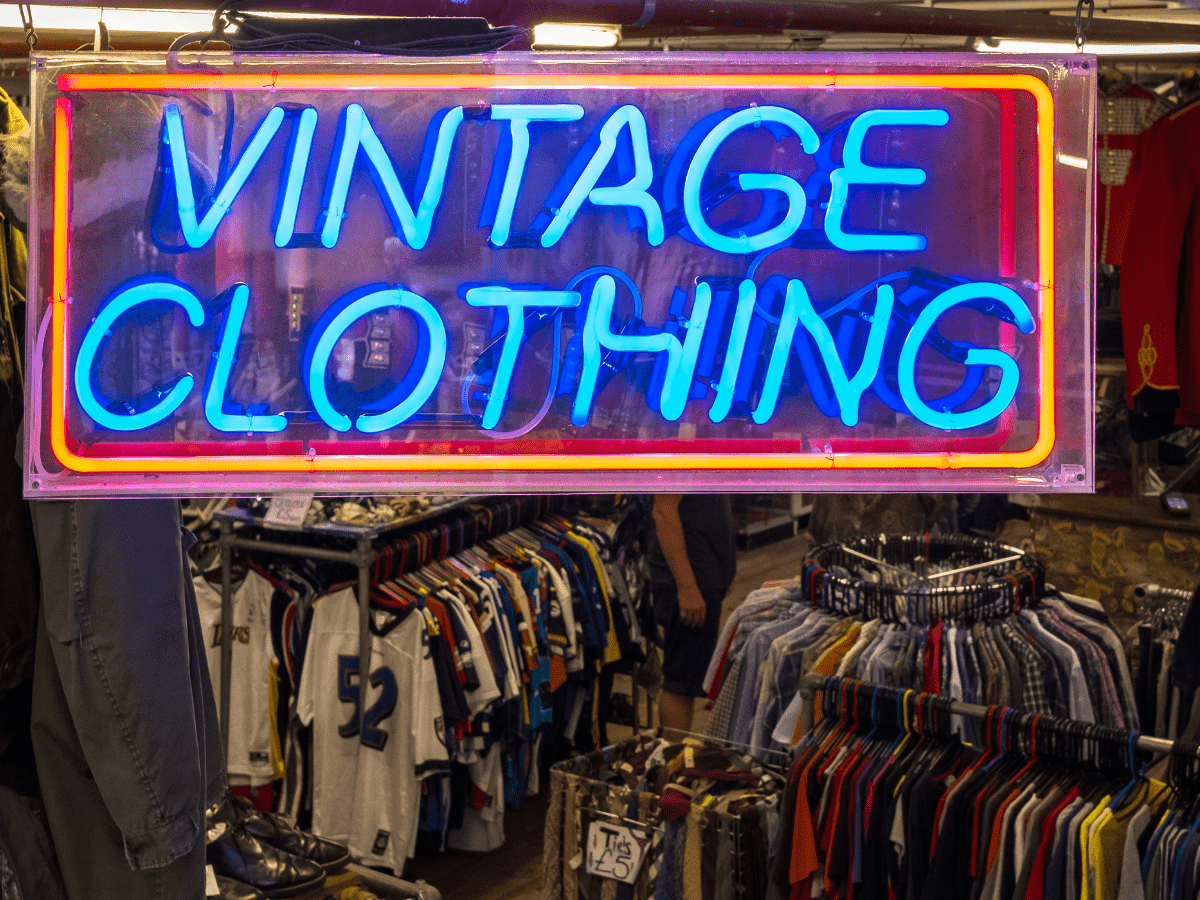 VINTAGE
CLOTHING
52
Ties
£5